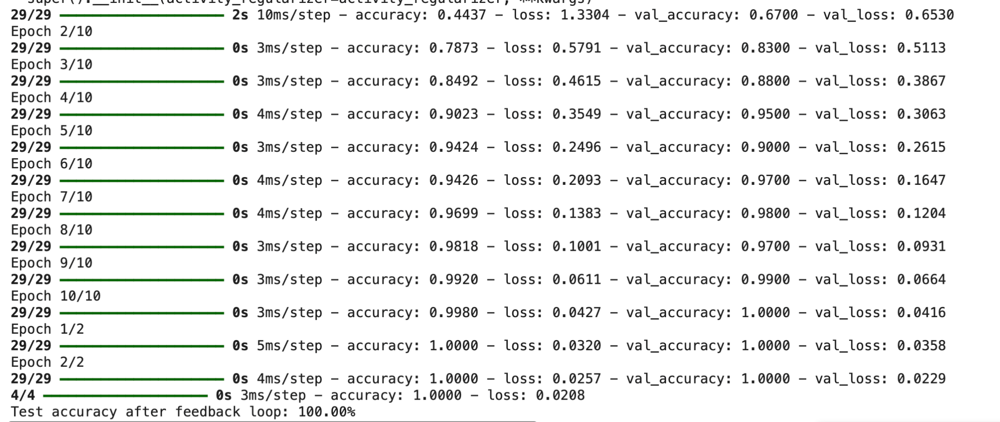 super().__init__(activity_regularizer=activity_regularizer, **kwargs)
29/29 2s 10ms/step - accuracy: 0.4437 - loss: 1.3304 - val_accuracy: 0.6700 - val_loss: 0.6530
Epoch 2/10
29/29 0s 3ms/step - accuracy: 0.7873 - loss: 0.5791 - val_accuracy: 0.8300 - val_loss: 0.5113
Epoch 3/10
29/29 0s 3ms/step - accuracy: 0.8492 - loss: 0.4615 - val_accuracy: 0.8800 - val_loss: 0.3867
Epoch 4/10
29/29 0s 4ms/step - accuracy: 0.9023 - loss: 0.3549 - val_accuracy: 0.9500 - val_loss: 0.3063
Epoch 5/10
29/29 0s 3ms/step - accuracy: 0.9424 - loss: 0.2496 - val_accuracy: 0.9000 - val_loss: 0.2615
Epoch 6/10
29/29 0s 4ms/step - accuracy: 0.9426 - loss: 0.2093 - val_accuracy: 0.9700 - val_loss: 0.1647
Epoch 7/10
29/29 0s 4ms/step - accuracy: 0.9699 - loss: 0.1383 - val_accuracy: 0.9800 - val_loss: 0.1204
Epoch 8/10
29/29 0s 3ms/step - accuracy: 0.9818 - loss: 0.1001 - val_accuracy: 0.9700 - val_loss: 0.0931
Epoch 9/10
29/29 0s 3ms/step - accuracy: 0.9920 - loss: 0.0611 - val_accuracy: 0.9900 - val_loss: 0.0664
Epoch 10/10
29/29 0s 3ms/step - accuracy: 0.9980 - loss: 0.0427 - val_accuracy: 1.0000 - val_loss: 0.0416
Epoch 1/2
29/29 0s 5ms/step - accuracy: 1.0000 - loss: 0.0320 - val_accuracy: 1.0000 - val_loss: 0.0358
Epoch 2/2
29/29 0s 4ms/step - accuracy: 1.0000 - loss: 0.0257 - val_accuracy: 1.0000 - val_loss: 0.0229
4/4 0s 3ms/step - accuracy: 1.0000 - loss: 0.0208
Test accuracy after feedback loop: 100.00%